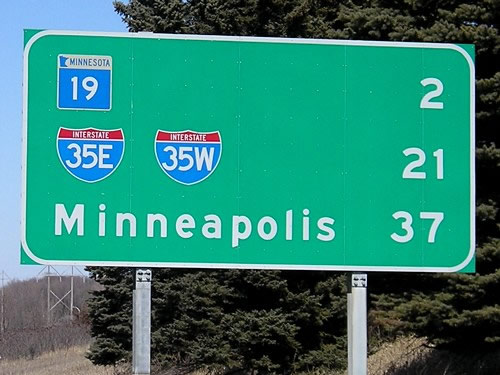 MINNESOTA
19 2
INTERSTATE INTERSTATE
35E 35W 21
Minneapolis 37